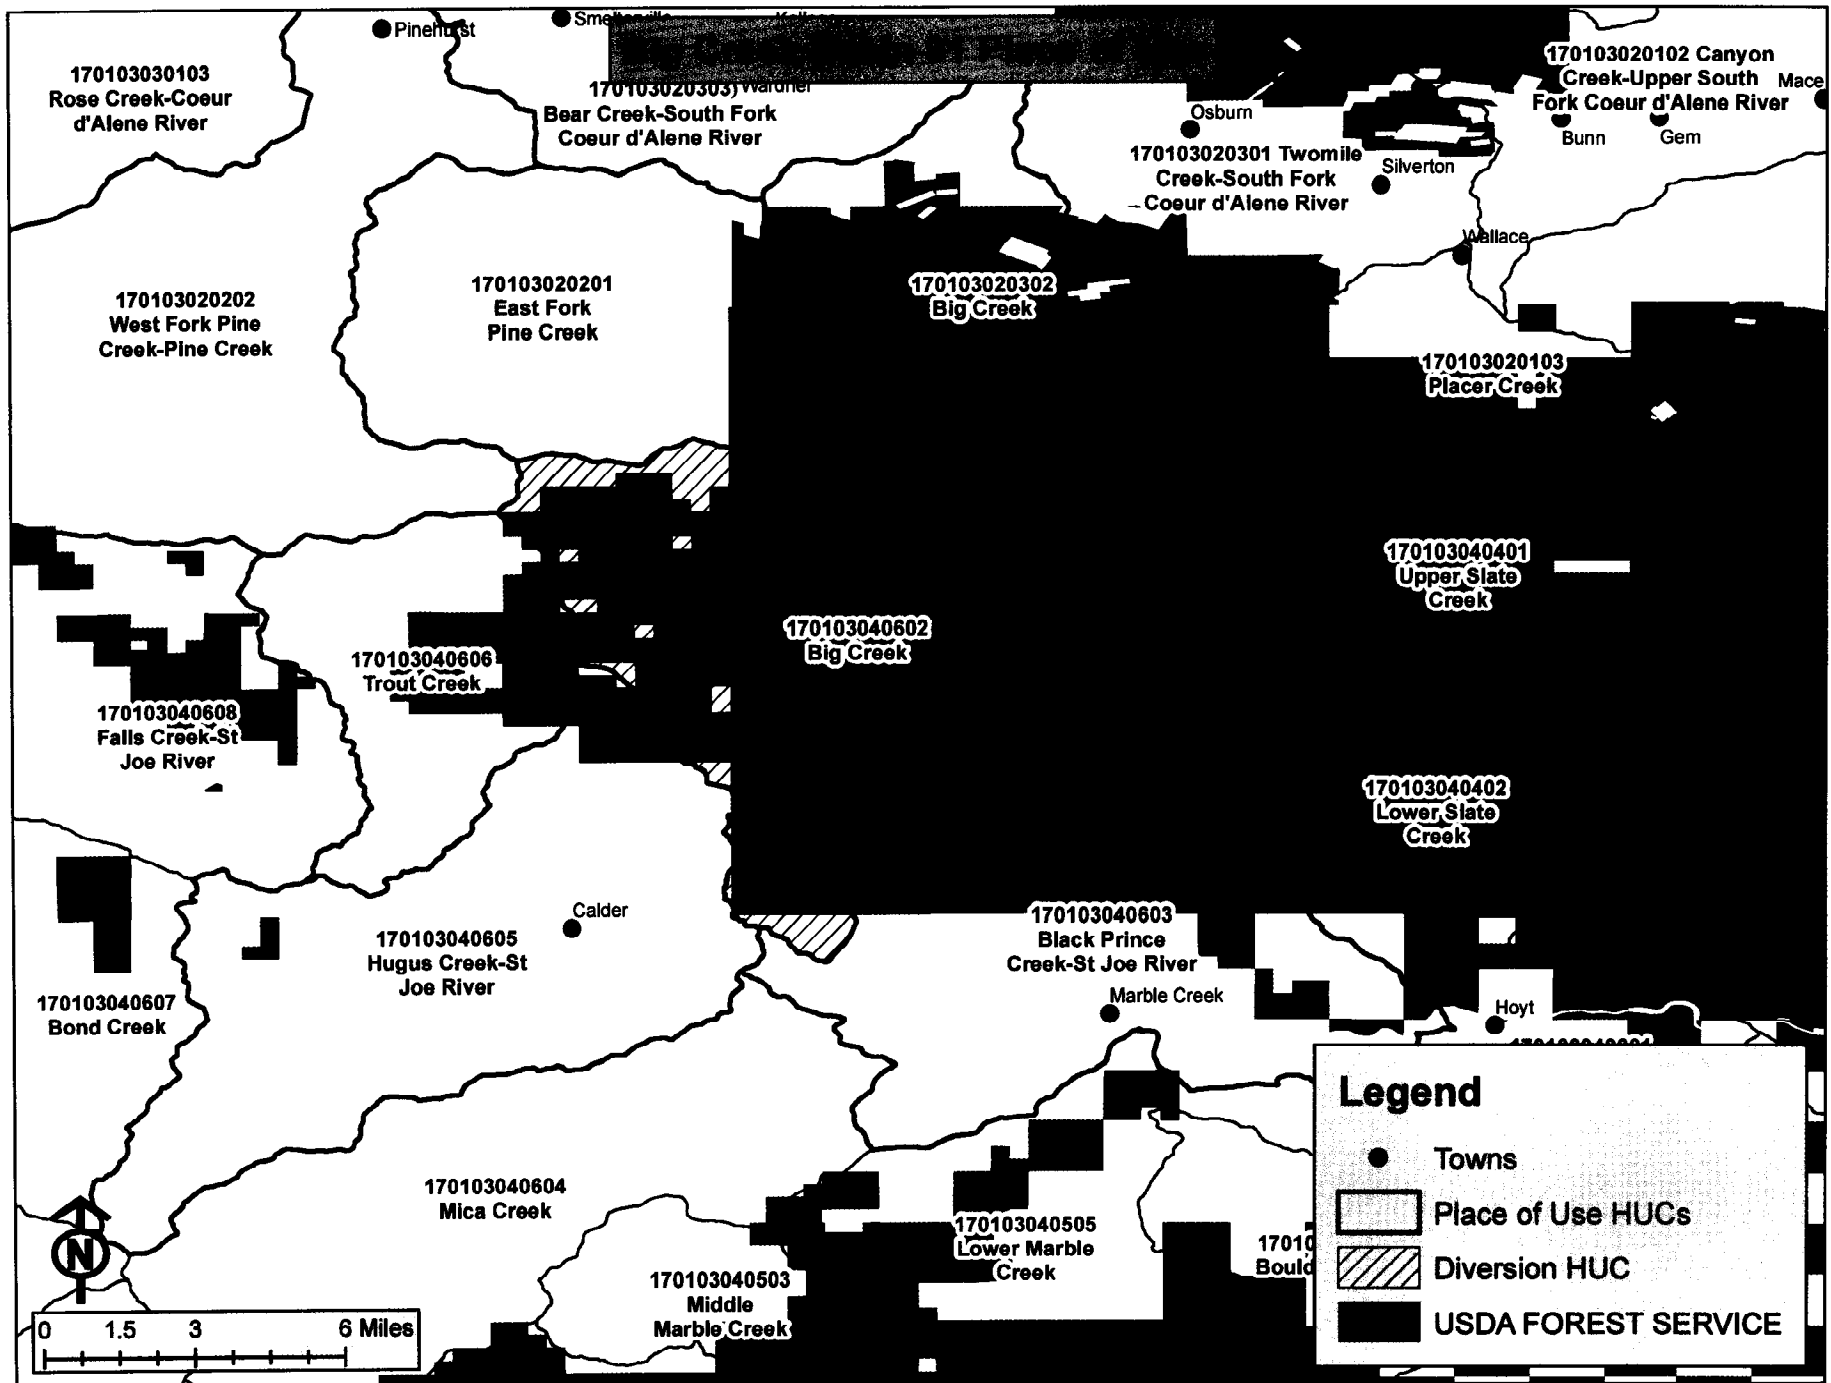 Pinehurst
Smelterville
170103030103
Rose Creek-Coeur
d'Alene River
170103020303) Wardner
Bear Creek-South Fork
Coeur d'Alene River
170103020102 Canyon
Creek-Upper South
Fork Coeur d'Alene River
Mace
Bunn
Gem
Osburn
170103020301 Twomile
Creek-South Fork
Coeur d'Alene River
Silverton
Wallace
170103020202
West Fork Pine
Creek-Pine Creek
170103020201
East Fork
Pine Creek
170103020302
Big Creek
170103020103
Placer Creek
170103040401
Upper Slate
Creek
170103040602
Big Creek
170103040606
Trout Creek
170103040608
Falls Creek-St
Joe River
170103040402
Lower Slate
Creek
Calder
170103040605
Hugus Creek-St
Joe River
170103040603
Black Prince
Creek-St Joe River
Marble Creek
Hoyt
170103040607
Bond Creek
170103040604
Mica Creek
170103040505
Lower Marble
Creek
17010
Bould
170103040503
Middle
Marble Creek
N
0 1.5 3 6 Miles
Legend
Towns
Place of Use HUCs
Diversion HUC
USDA FOREST SERVICE